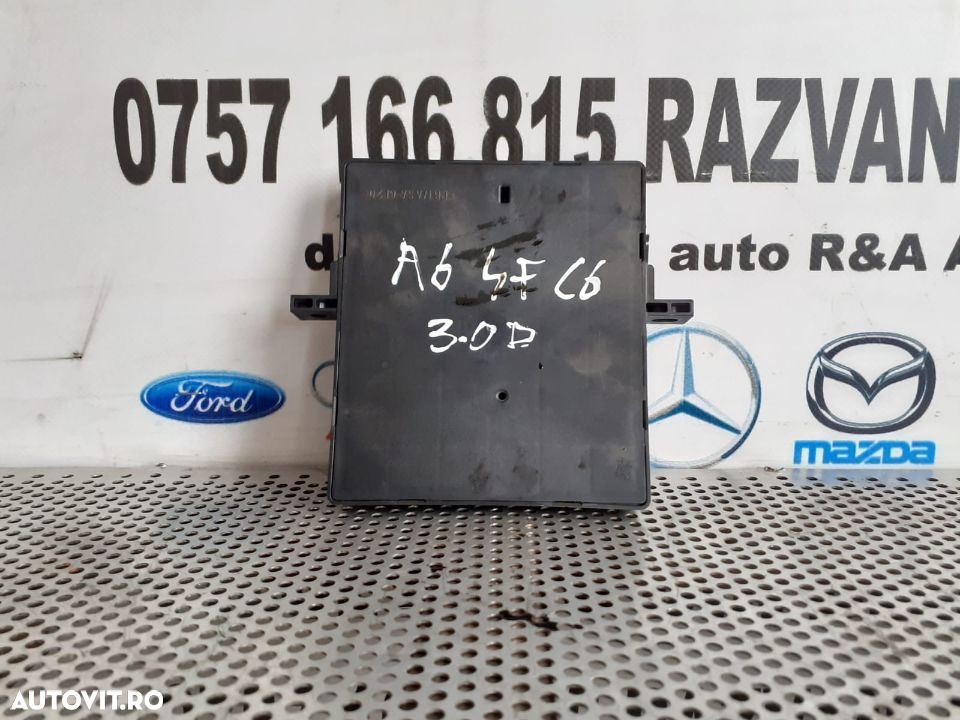 0757 166 815 RAZVAN
auto R&A A
A6 4F C6
3.0D
Ford
mazda
AUTOVIT.RO